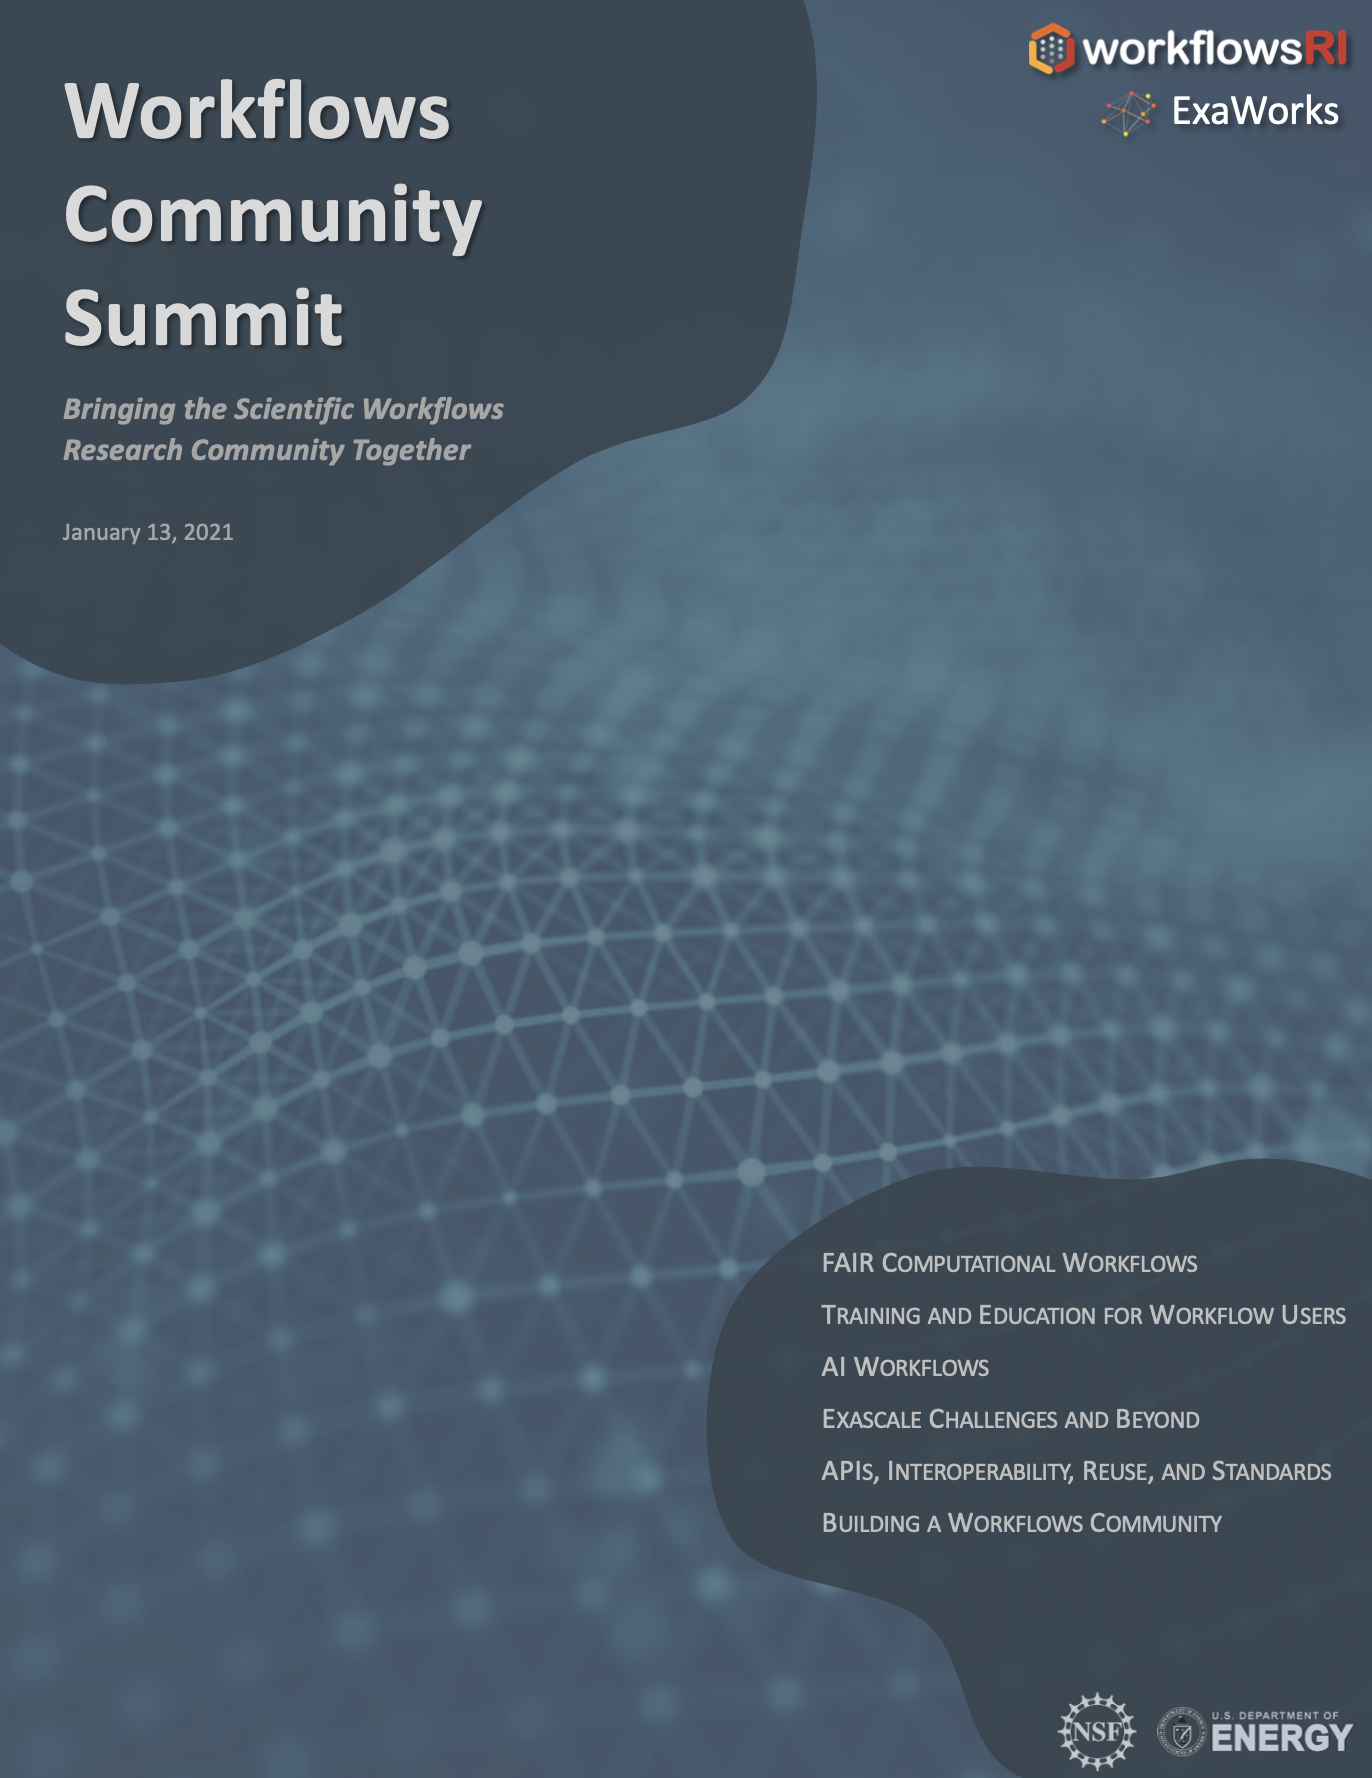 workflowsRI
ExaWorks
Workflows
Community
Summit
Bringing the Scientific Workflows
Research Community Together
January 13, 2021
FAIR COMPUTATIONAL WORKFLOWS
TRAINING AND EDUCATION FOR WORKFLOW USERS
AI WORKFLOWS
EXASCALE CHALLENGES AND BEYOND
APIS, INTEROPERABILITY, REUSE, AND STANDARDS
BUILDING A WORKFLOWS COMMUNITY
NSF
U.S. DEPARTMENT OF
ENERGY